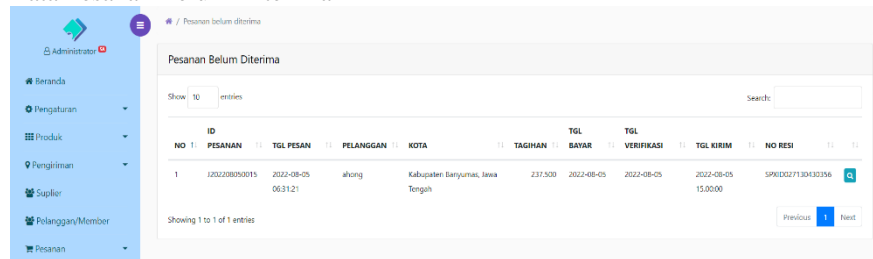 / Pesanan belum diterima
Administrator
Pesanan Belum Diterima
Beranda
Show 10 entries
Search:
Pengaturan
NO ID PESANAN TGL PESAN PELANGGAN KOTA TAGIHAN TGL BAYAR TGL VERIFIKASI TGL KIRIM NO RESI
Produk
Pengiriman
1 J202208050015 2022-08-05 06:31:21 ahong Kabupaten Banyumas, Jawa Tengah 237.500 2022-08-05 2022-08-05 2022-08-05 15.00:00 SPXID027130430356
Suplier
Pelanggan/Member
Showing 1 to 1 of 1 entries
Previous 1 Next
Pesanan